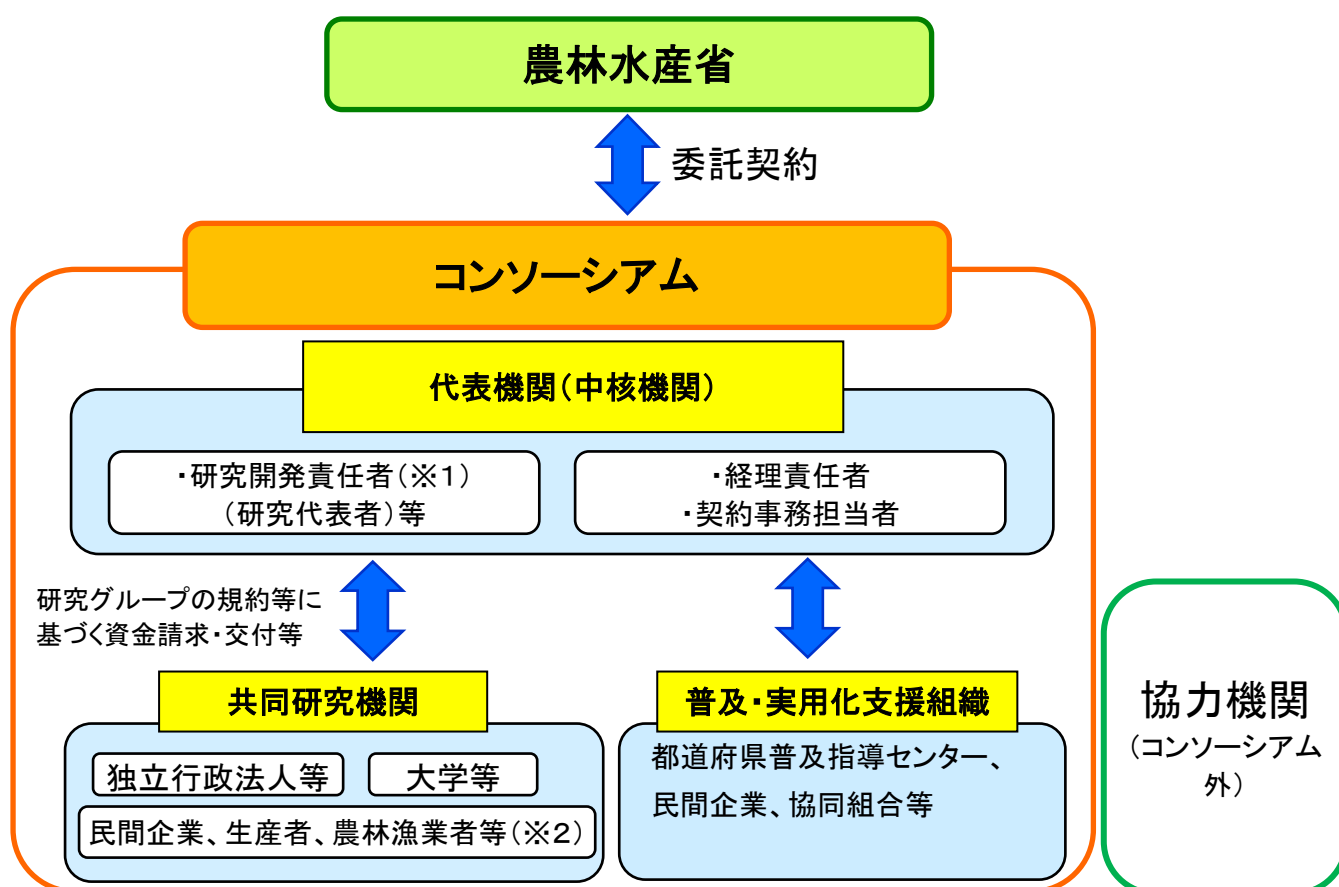 農林水産省
委託契約
コンソーシアム
代表機関(中核機関)
・研究開発責任者(※1)
(研究代表者)等
・経理責任者
・契約事務担当者
研究グループの規約等に
基づく資金請求・交付等
共同研究機関
独立行政法人等
大学等
民間企業、生産者、農林漁業者等(※2)
普及・実用化支援組織
都道府県普及指導センター、
民間企業、協同組合等
協力機関
(コンソーシアム
外)